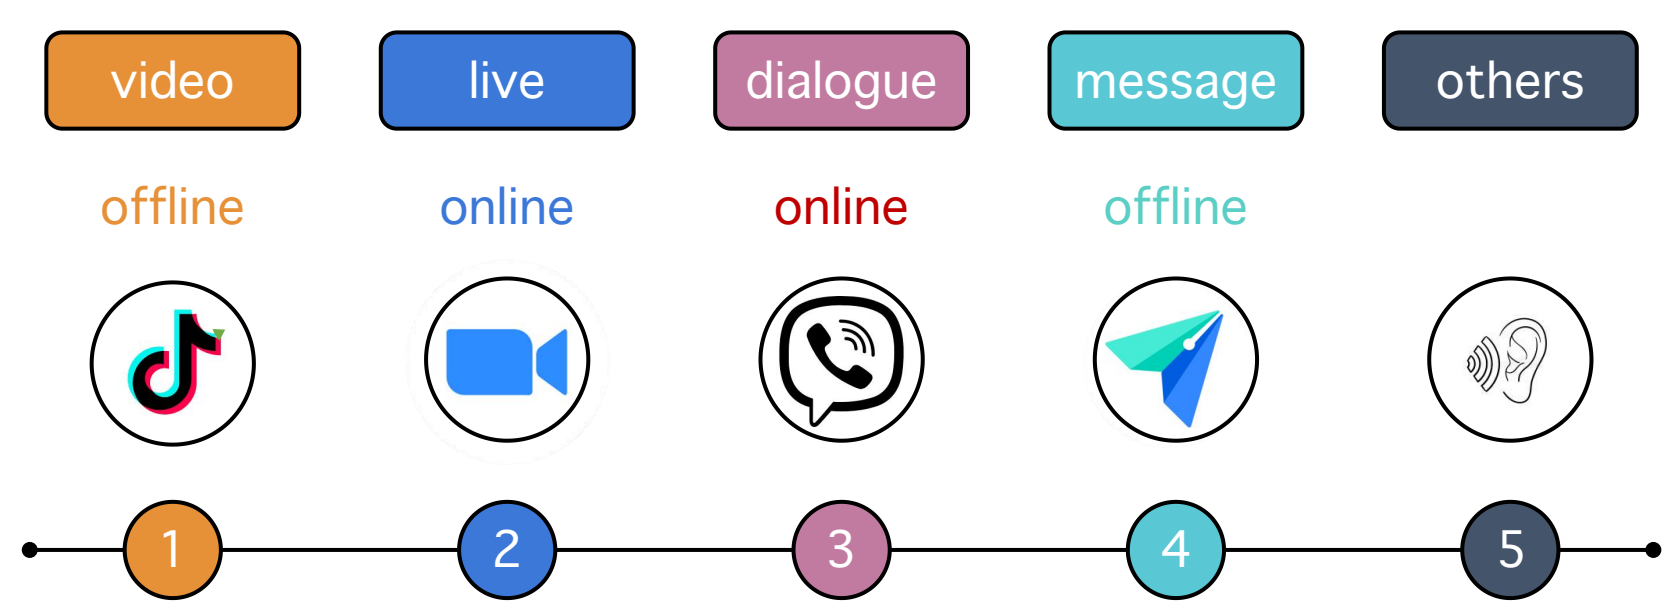 video live dialogue message others
offline online online offline
1 2 3 4 5